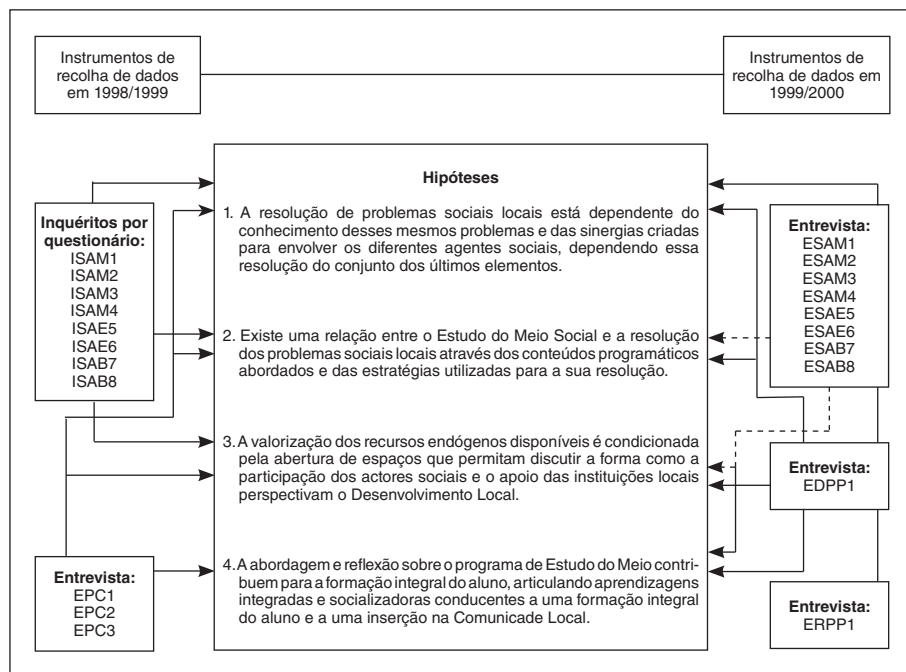 Instrumentos de
recolha de dados
em 1998/1999
Instrumentos de
recolha de dados em
1999/2000
Inquéritos por
questionário:
ISAM1
ISAM2
ISAM3
ISAM4
ISAE5
ISAE6
ISAB7
ISAB8
Entrevista:
EPC1
EPC2
EPC3
Hipóteses
1. A resolução de problemas sociais locais está dependente do
conhecimento desses mesmos problemas e das sinergias criadas
para envolver os diferentes agentes sociais, dependendo essa
resolução do conjunto dos últimos elementos.
2. Existe uma relação entre o Estudo do Meio Social e a resolução
dos problemas sociais locais através dos conteúdos programáticos
abordados e das estratégias utilizadas para a sua resolução.
3. A valorização dos recursos endógenos disponíveis é condicionada
pela abertura de espaços que permitam discutir a forma como a
participação dos actores sociais e o apoio das instituições locais
perspectivam o Desenvolvimento Local.
4. A abordagem e reflexão sobre o programa de Estudo do Meio contri-
buem para a formação integral do aluno, articulando aprendizagens
integradas e socializadoras conducentes a uma formação integral
do aluno e a uma inserção na Comunicade Local.
Entrevista:
ESAM1
ESAM2
ESAM3
ESAM4
ESAE5
ESAE6
ESAB7
ESAB8
Entrevista:
EDPP1
Entrevista:
ERPP1